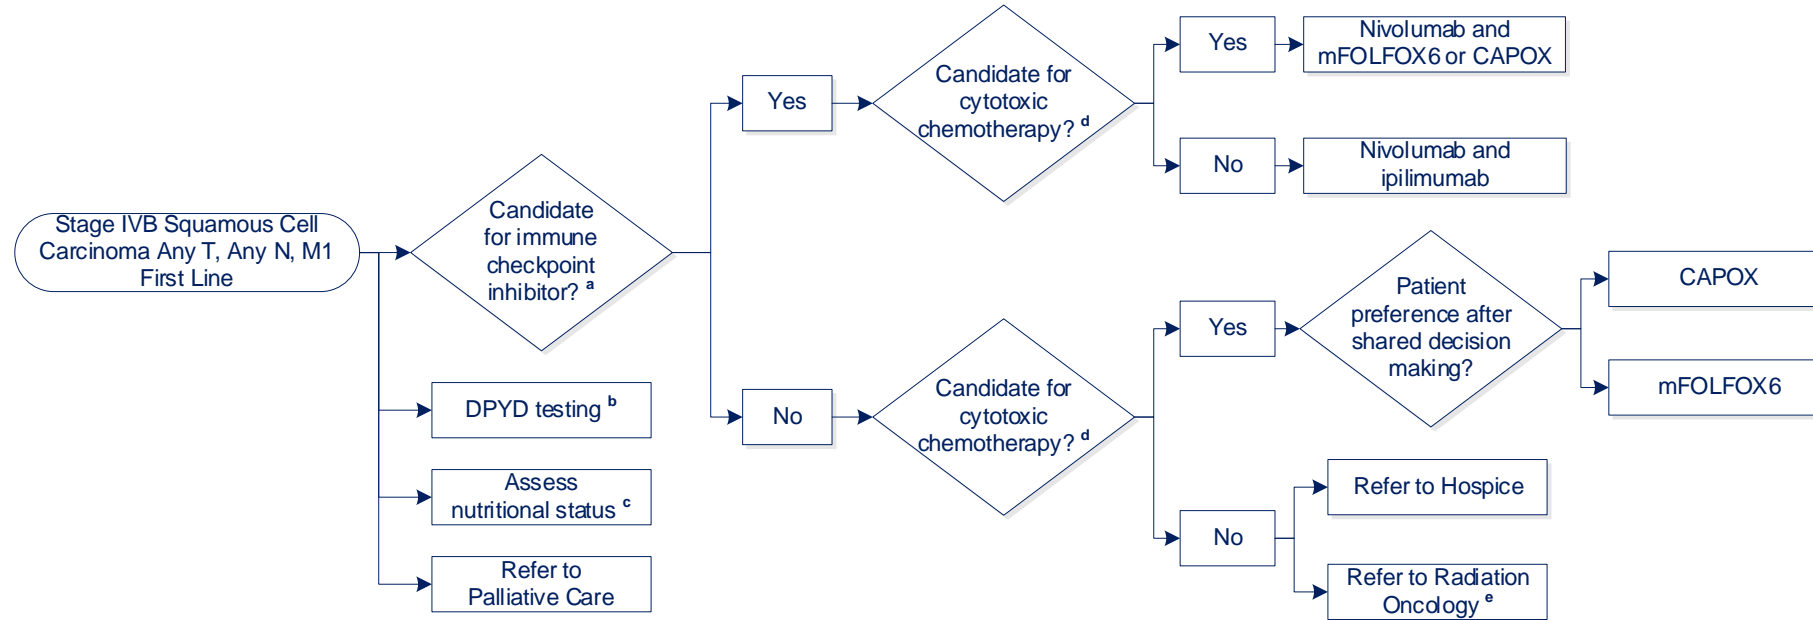 Stage IVB Squamous Cell
Carcinoma Any T, Any N, M1
First Line
Candidate
for immune
checkpoint
inhibitor? a
DPYD testing b
Assess
nutritional status c
Refer to
Palliative Care
Yes
Candidate for
cytotoxic
chemotherapy? d
Yes
Nivolumab and
mFOLFOX6 or CAPOX
No
Nivolumab and
ipilimumab
No
Candidate for
cytotoxic
chemotherapy? d
Yes
Patient
preference after
shared decision
making?
CAPOX
mFOLFOX6
No
Refer to Hospice
Refer to Radiation
Oncology e